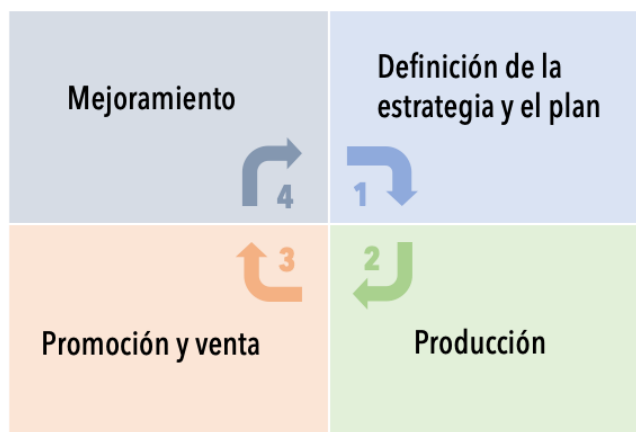 Mejoramiento
4
Definición de la
estrategia y el plan
1
3
Promoción y venta
2
Producción